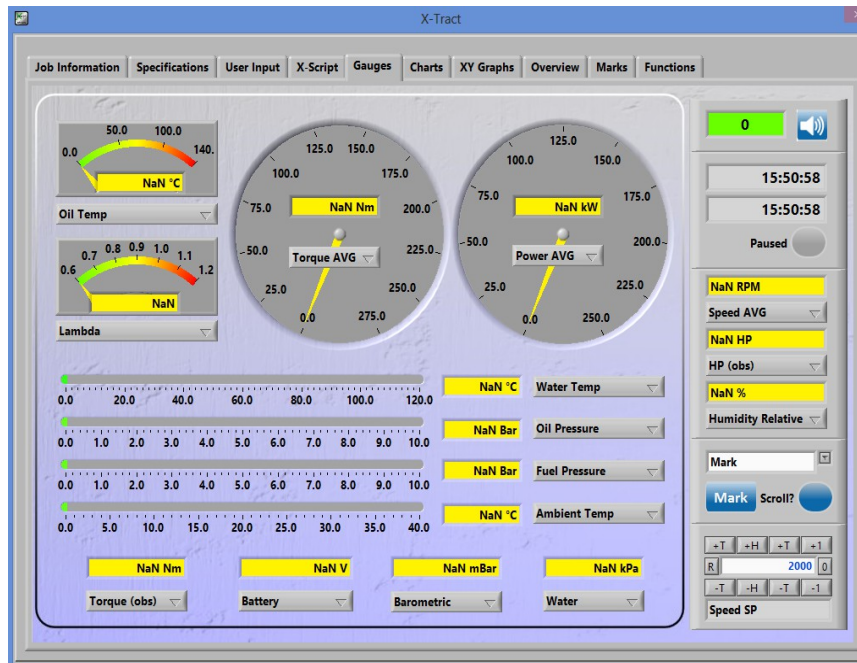 X-Tract
Job Information Specifications User Input X-Script Gauges Charts XY Graphs Overview Marks Functions
0.0 50.0 100.0 140.
NaN °C
Oil Temp
0.6 0.7 0.8 0.9 1.0 1.1 1.2
NaN
Lambda
0.0 25.0 50.0 75.0 100.0 125.0 150.0 175.0 200.0 225.0 250.0 275.0
NaN Nm
Torque AVG
0.0 25.0 50.0 75.0 100.0 125.0 150.0 175.0 200.0 225.0 250.0
NaN kW
Power AVG
NaN °C Water Temp
0.0 20.0 40.0 60.0 80.0 100.0 120.0
NaN Bar Oil Pressure
0.0 1.0 2.0 3.0 4.0 5.0 6.0 7.0 8.0 9.0 10.0
NaN Bar Fuel Pressure
0.0 1.0 2.0 3.0 4.0 5.0 6.0 7.0 8.0 9.0 10.0
NaN °C Ambient Temp
0.0 5.0 10.0 15.0 20.0 25.0 30.0 35.0 40.0
NaN Nm NaN V NaN mBar NaN kPa
Torque (obs) Battery Barometric Water
0
15:50:58
15:50:58
Paused
NaN RPM
Speed AVG
NaN HP
HP (obs)
NaN %
Humidity Relative
Mark
Mark Scroll?
+T +H +T +1
R 2000 0
-T -H -T -1
Speed SP